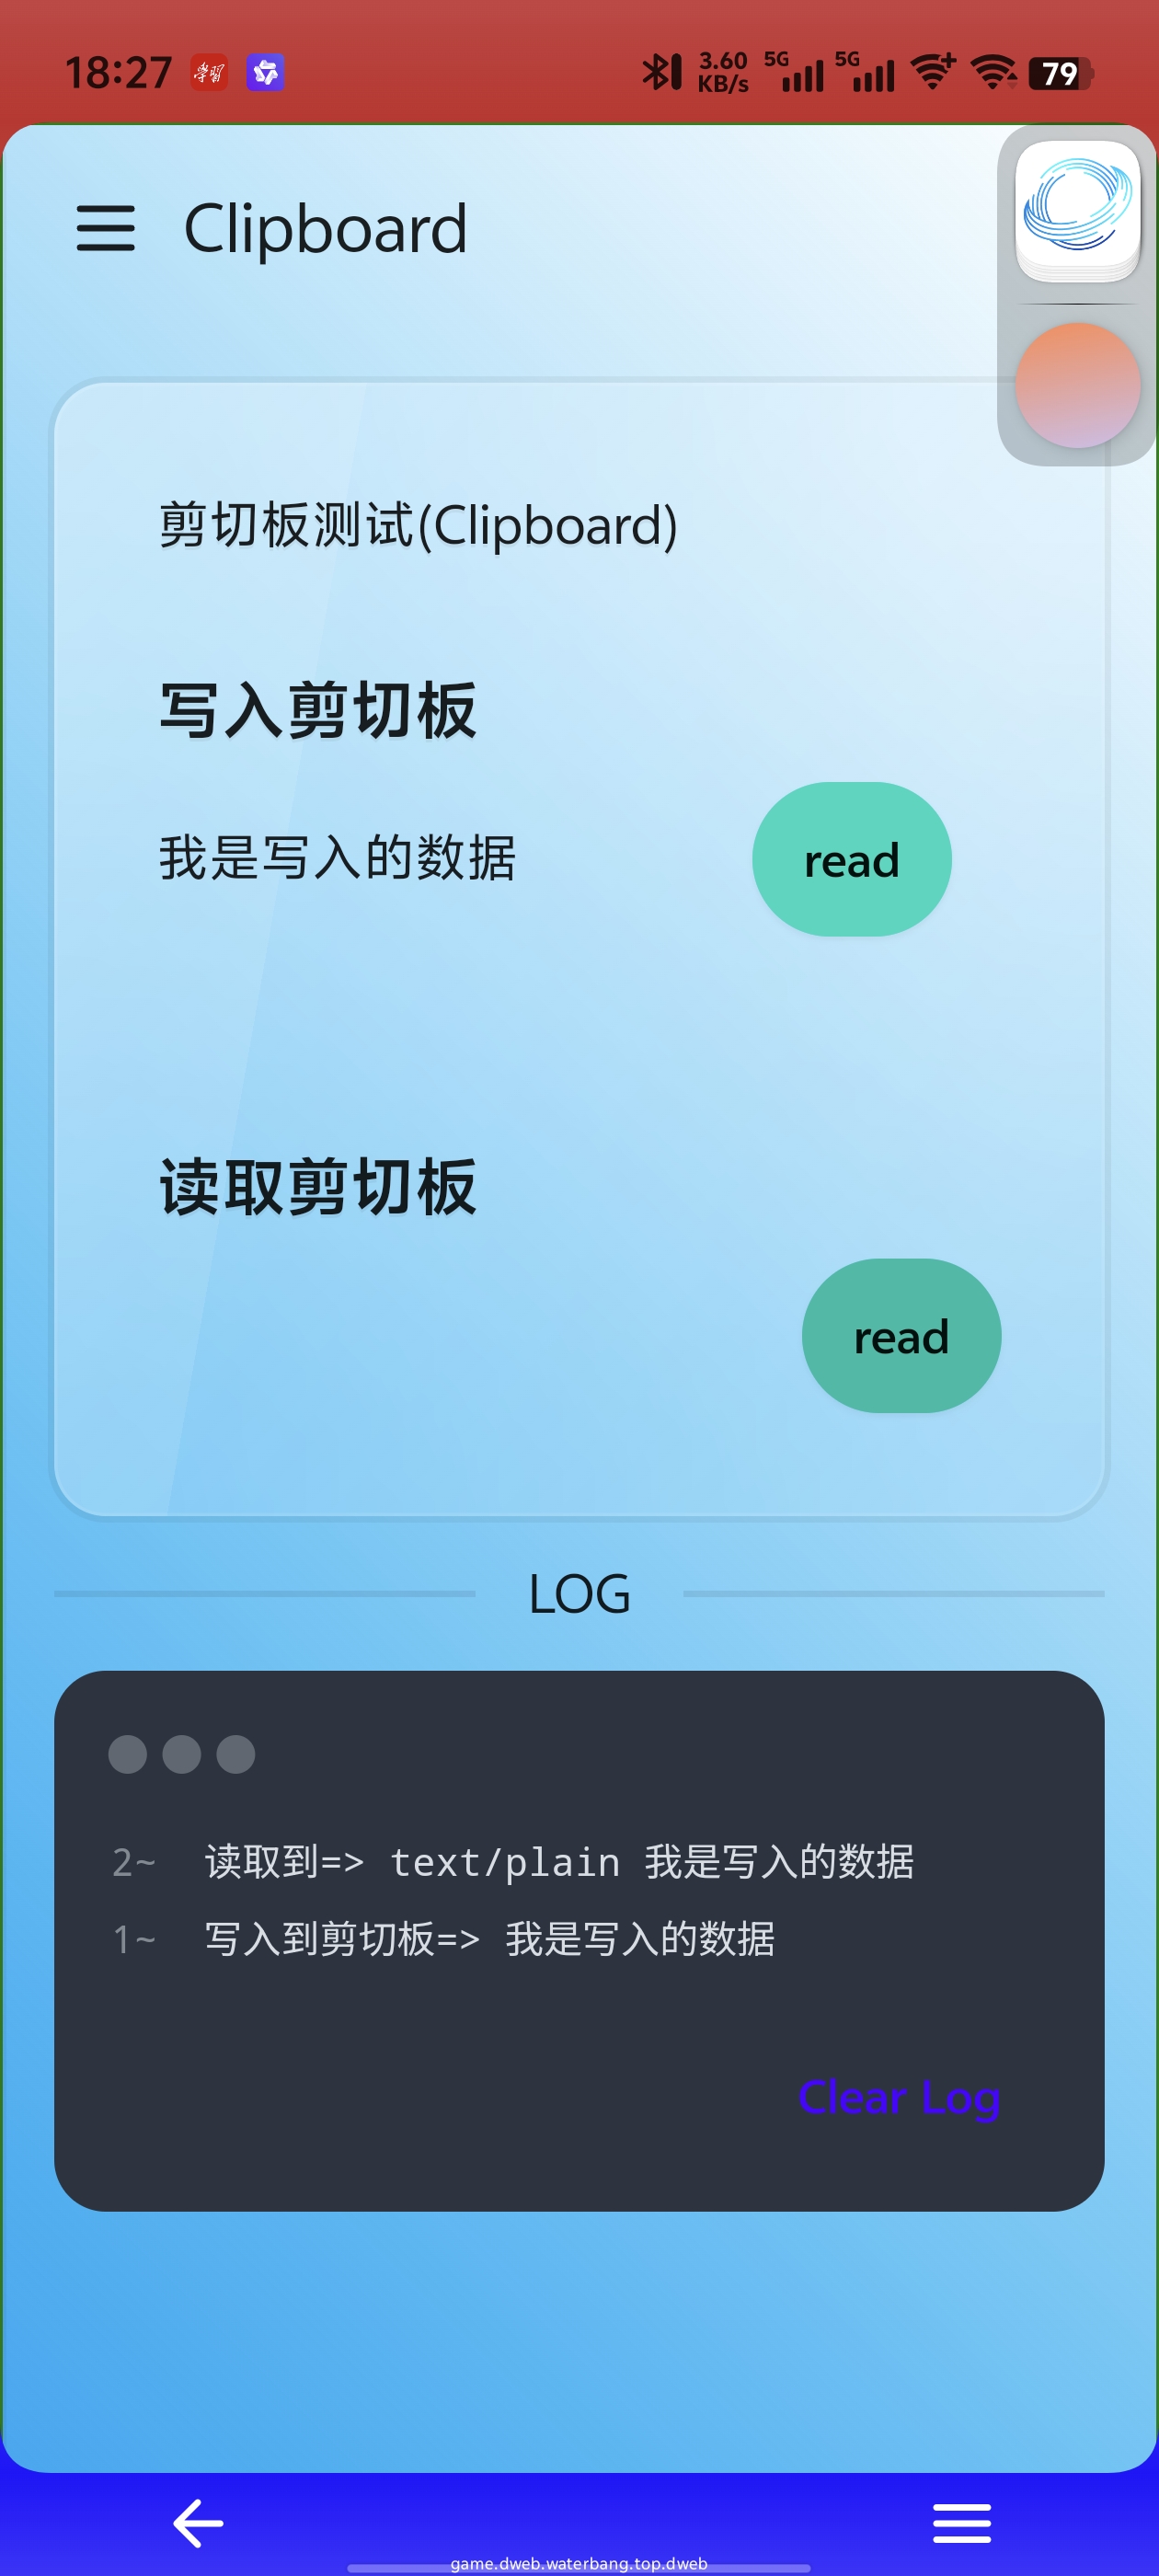 18:27 学習 3.60 KB/s 5G 5G 79
Clipboard
剪切板测试(Clipboard)
写入剪切板
我是写入的数据 read
读取剪切板
read
LOG
2~ 读取到=> text/plain 我是写入的数据
1~ 写入到剪切板=> 我是写入的数据
Clear Log
game.dweb.waterbang.top.dweb